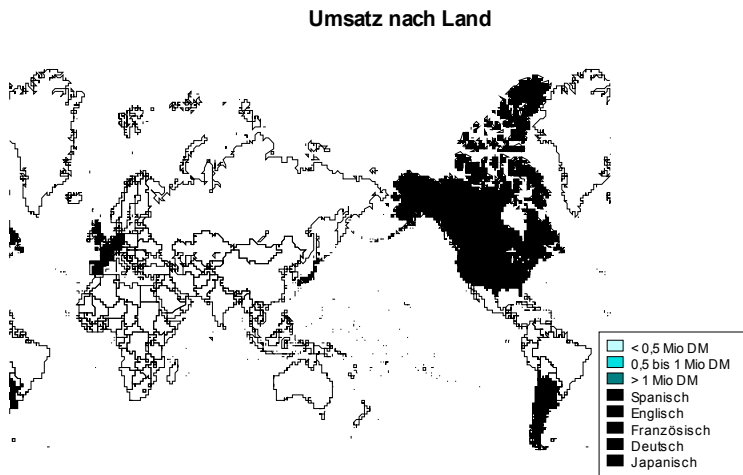 Umsatz nach Land
< 0,5 Mio DM
0,5 bis 1 Mio DM
> 1 Mio DM
Spanisch
Englisch
Französisch
Deutsch
Japanisch